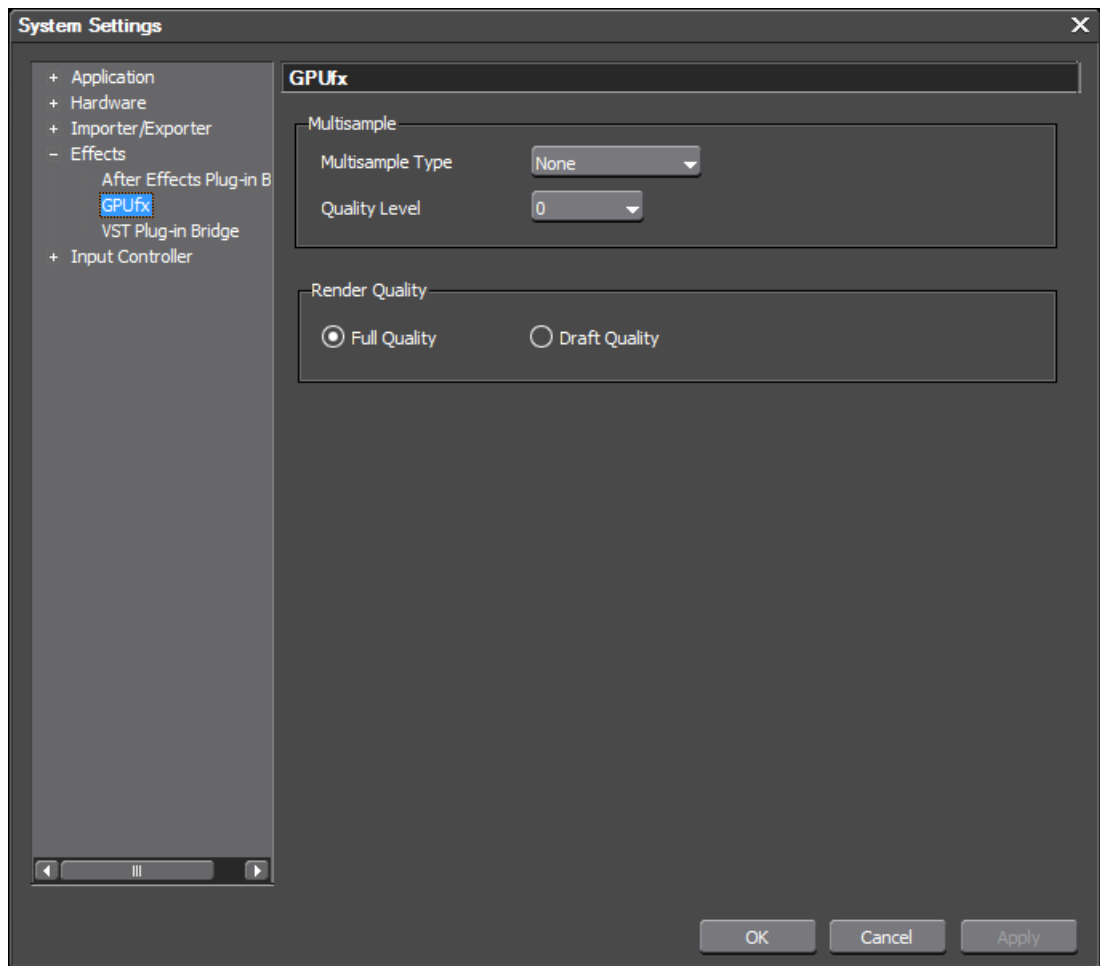 System Settings
+ Application
+ Hardware
+ Importer/Exporter
- Effects
After Effects Plug-in B
GPUfx
VST Plug-in Bridge
+ Input Controller
GPUfx
Multisample
Multisample Type None
Quality Level 0
Render Quality
Full Quality Draft Quality
OK Cancel Apply